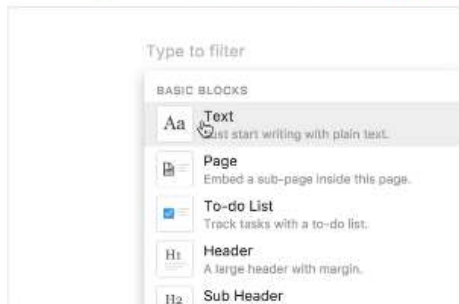 Type to filter
BASIC BLOCKS
Aa
Text
Just start writing with plain text.
Page
Embed a sub-page inside this page.
To-do List
Track tasks with a to-do list.
H1
Header
A large header with margin.
H2
Sub Header